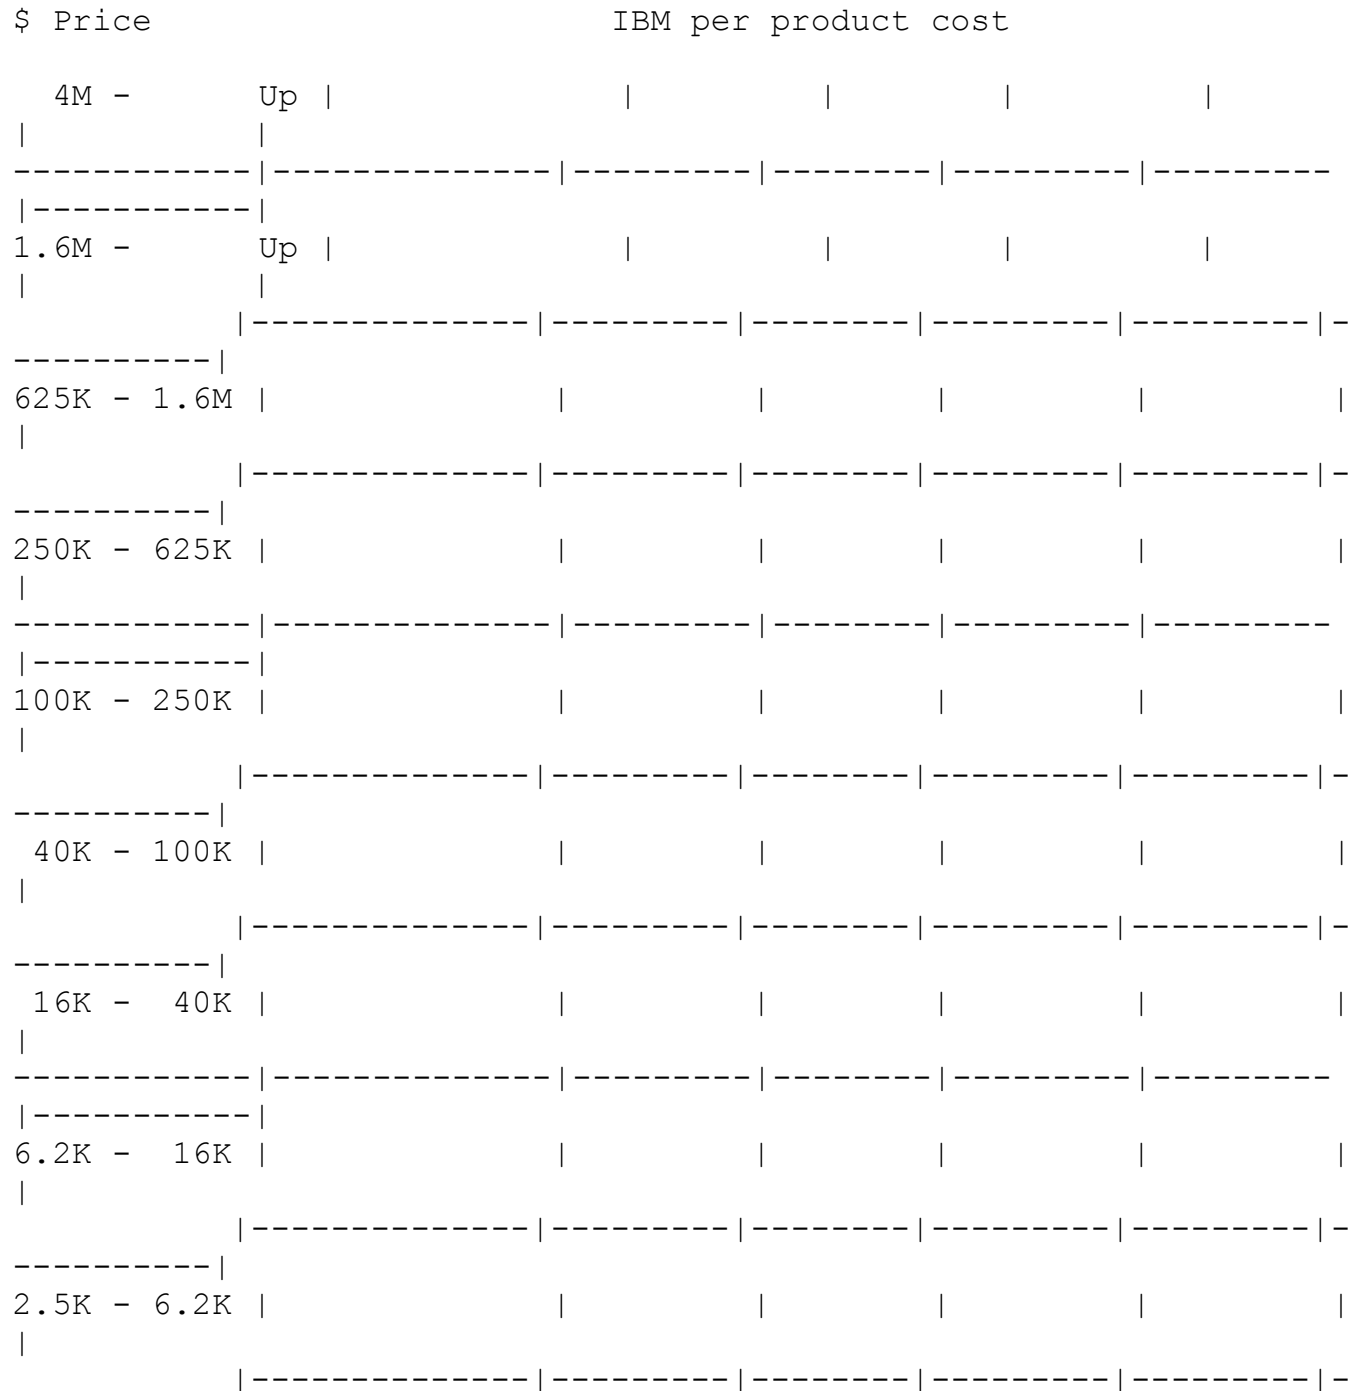 $ Price                       IBM per product cost
  4M -      Up |              |         |        |         |
|           |
------------|--------------|---------|--------|---------|---------
|-----------|
1.6M -      Up |              |         |        |         |
|           |
           |--------------|---------|--------|---------|---------|-
----------|
625K - 1.6M |              |         |        |         |         |
|
           |--------------|---------|--------|---------|---------|-
----------|
250K - 625K |              |         |        |         |         |
|
------------|--------------|---------|--------|---------|---------
|-----------|
100K - 250K |              |         |        |         |         |
|
           |--------------|---------|--------|---------|---------|-
----------|
 40K - 100K |              |         |        |         |         |
|
           |--------------|---------|--------|---------|---------|-
----------|
 16K -  40K |              |         |        |         |         |
|
------------|--------------|---------|--------|---------|---------
|-----------|
6.2K -  16K |              |         |        |         |         |
|
           |--------------|---------|--------|---------|---------|-
----------|
2.5K - 6.2K |              |         |        |         |         |
|
           |--------------|---------|--------|---------|---------|-